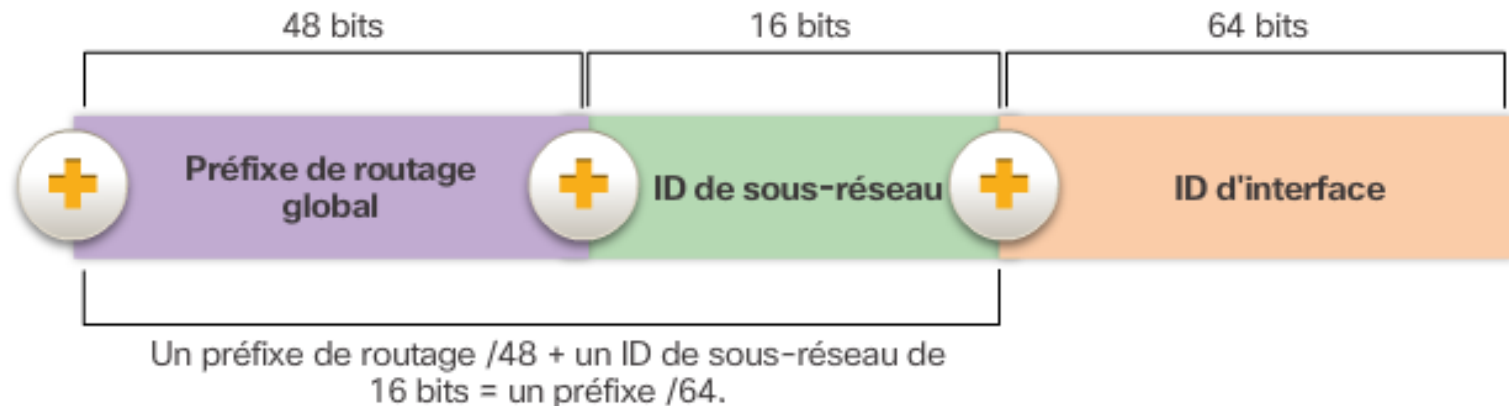 48 bits
16 bits
64 bits
Préfixe de routage
global
ID de sous-réseau
ID d'interface
Un préfixe de routage /48 + un ID de sous-réseau de
16 bits = un préfixe /64.